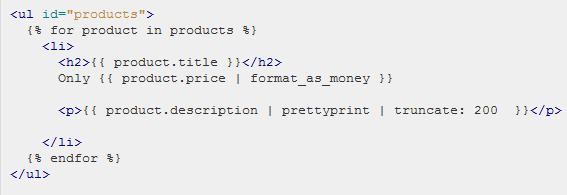 <ul id="products">
  {% for product in products %}
    <li>
      <h2>{{ product.title }}</h2>
      Only {{ product.price | format_as_money }}

      <p>{{ product.description | prettyprint | truncate: 200  }}</p>

    </li>
  {% endfor %}
</ul>